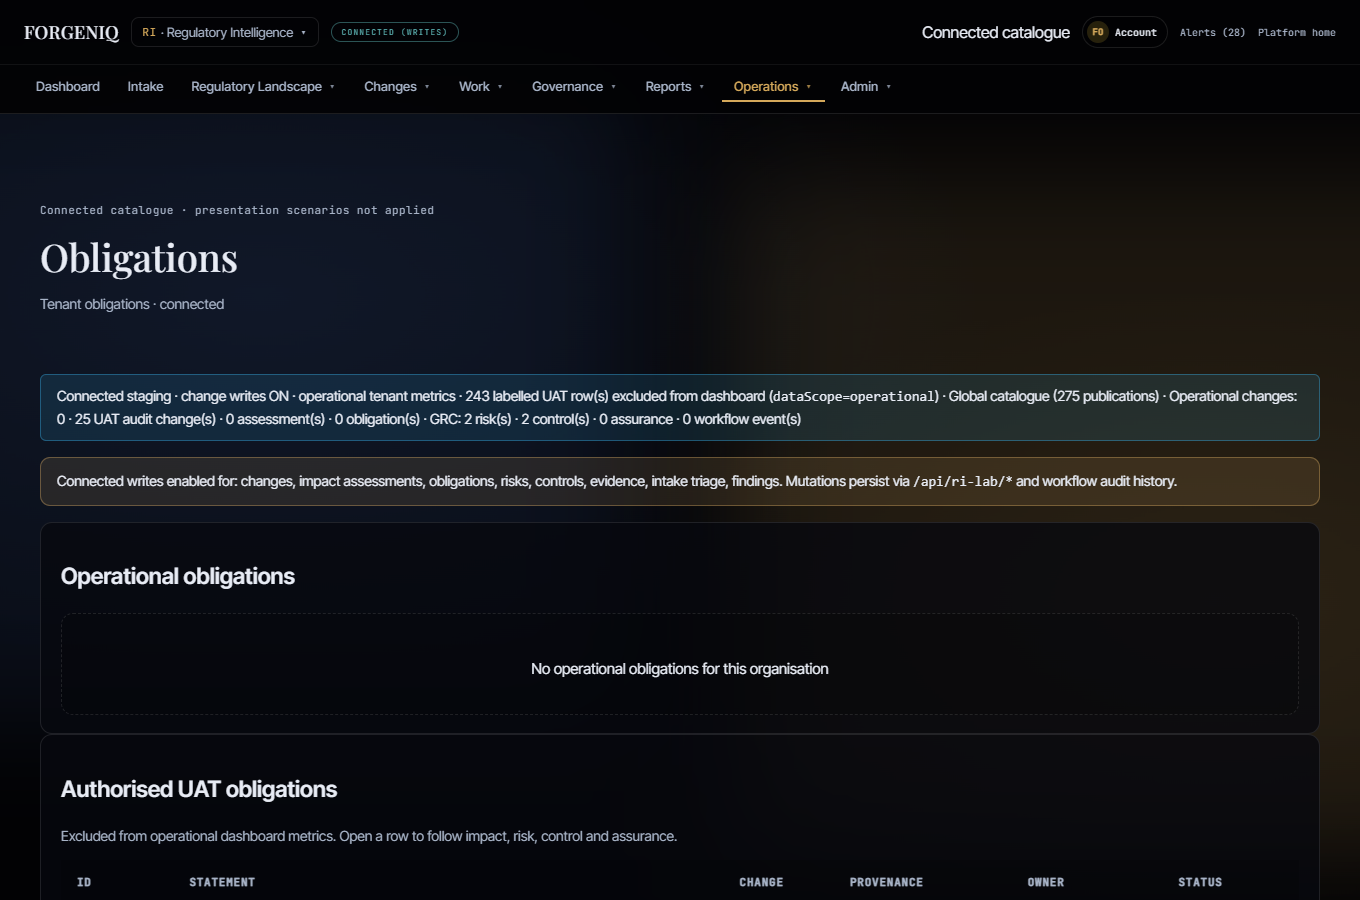 FORGENIQ
RI · Regulatory Intelligence ▾
CONNECTED (WRITES)
Connected catalogue
FO Account
Alerts (28)
Platform home
Dashboard
Intake
Regulatory Landscape ▾
Changes ▾
Work ▾
Governance ▾
Reports ▾
Operations ▾
Admin ▾
Connected catalogue · presentation scenarios not applied
Obligations
Tenant obligations · connected
Connected staging · change writes ON · operational tenant metrics · 243 labelled UAT row(s) excluded from dashboard (dataScope=operational) · Global catalogue (275 publications) · Operational changes:
0 · 25 UAT audit change(s) · 0 assessment(s) · 0 obligation(s) · GRC: 2 risk(s) · 2 control(s) · 0 assurance · 0 workflow event(s)
Connected writes enabled for: changes, impact assessments, obligations, risks, controls, evidence, intake triage, findings. Mutations persist via /api/ri-lab/* and workflow audit history.
Operational obligations
No operational obligations for this organisation
Authorised UAT obligations
Excluded from operational dashboard metrics. Open a row to follow impact, risk, control and assurance.
ID STATEMENT CHANGE PROVENANCE OWNER STATUS